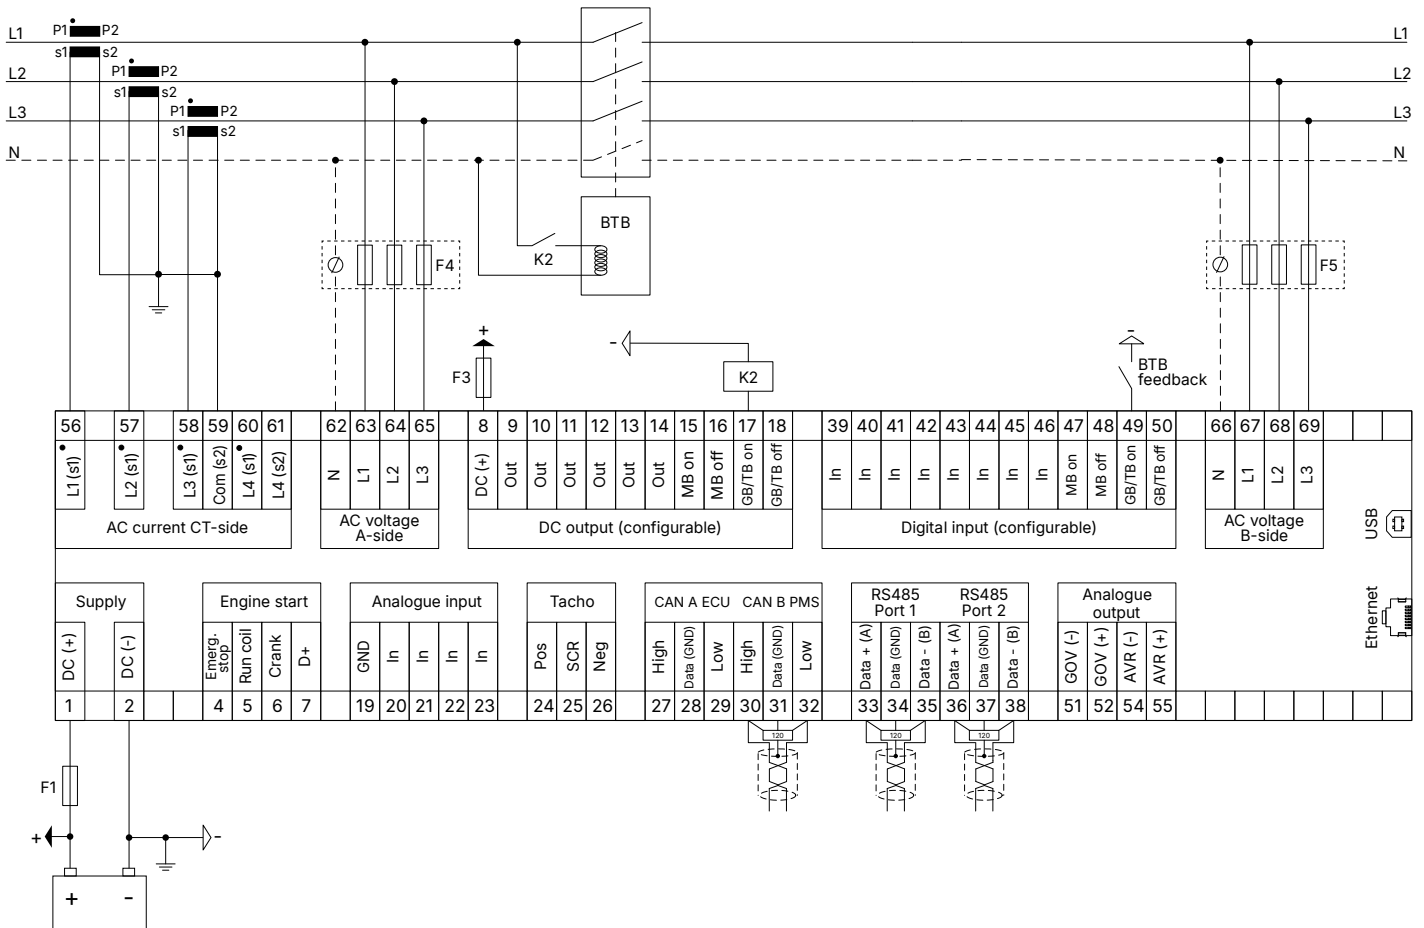 P1 P2
L1 L1
s1 s2
P1 P2
L2 L2
s1 s2
P1 P2
L3 L3
s1 s2
N N
BTB
K2
F4
F5
+
-
-
F3
K2
BTB
feedback
56 57 58 59 60 61 62 63 64 65 8 9 10 11 12 13 14 15 16 17 18 39 40 41 42 43 44 45 46 47 48 49 50 66 67 68 69
L1 (s1)
L2 (s1)
L3 (s1)
Com (s2)
L4 (s1)
L4 (s2)
N
L1
L2
L3
DC (+)
Out
Out
Out
Out
Out
Out
MB on
MB off
GB/TB on
GB/TB off
In
In
In
In
In
In
In
In
MB on
MB off
GB/TB on
GB/TB off
N
L1
L2
L3
AC current CT-side
AC voltage
A-side
DC output (configurable)
Digital input (configurable)
AC voltage
B-side
USB
Ethernet
Supply
Engine start
Analogue input
Tacho
CAN A ECU
CAN B PMS
RS485
Port 1
RS485
Port 2
Analogue
output
DC (+)
DC (-)
Emerg.
stop
Run coil
Crank
D+
GND
In
In
In
In
Pos
SCR
Neg
High
Data (GND)
Low
High
Data (GND)
Low
Data + (A)
Data (GND)
Data - (B)
Data + (A)
Data (GND)
Data - (B)
GOV (-)
GOV (+)
AVR (-)
AVR (+)
1 2 4 5 6 7 19 20 21 22 23 24 25 26 27 28 29 30 31 32 33 34 35 36 37 38 51 52 54 55
120 120 120
F1
+ -
+ -